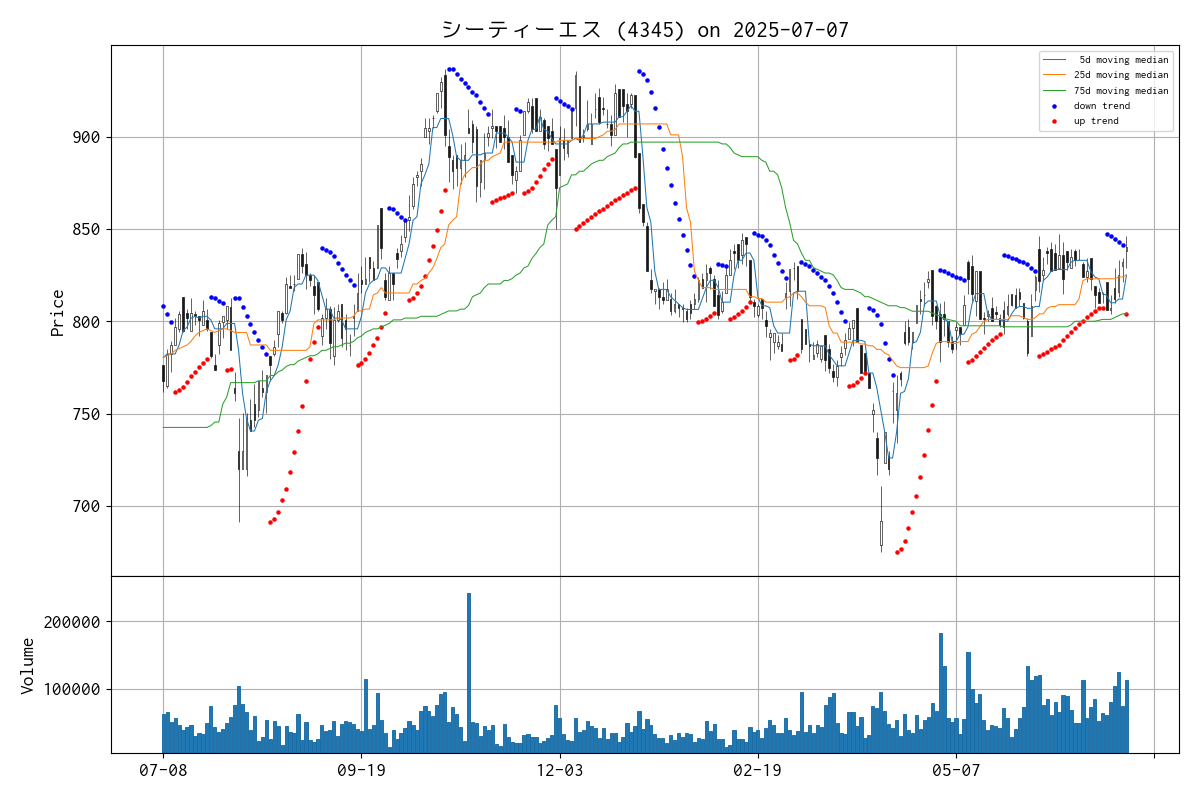 シーティーエス (4345) on 2025-07-07
5d moving median
25d moving median
75d moving median
down trend
up trend
Price
900
850
800
750
700
Volume
200000
100000
07-08
09-19
12-03
02-19
05-07